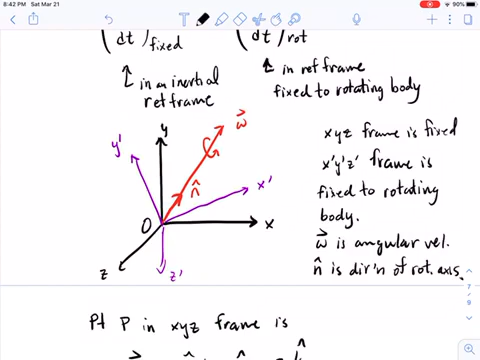 8:42 PM Sat Mar 21
90%
(dt)fixed (dt)rot
in an inertial
ref frame
in ref frame
fixed to rotating body
y
y'
ω⃗
n̂
x'
O
x
z
z'
xyz frame is fixed
x'y'z' frame is
fixed to rotating
body.
ω⃗ is angular vel.
n̂ is dir'n of rot. axis.
7
9
Pt P in xyz frame is